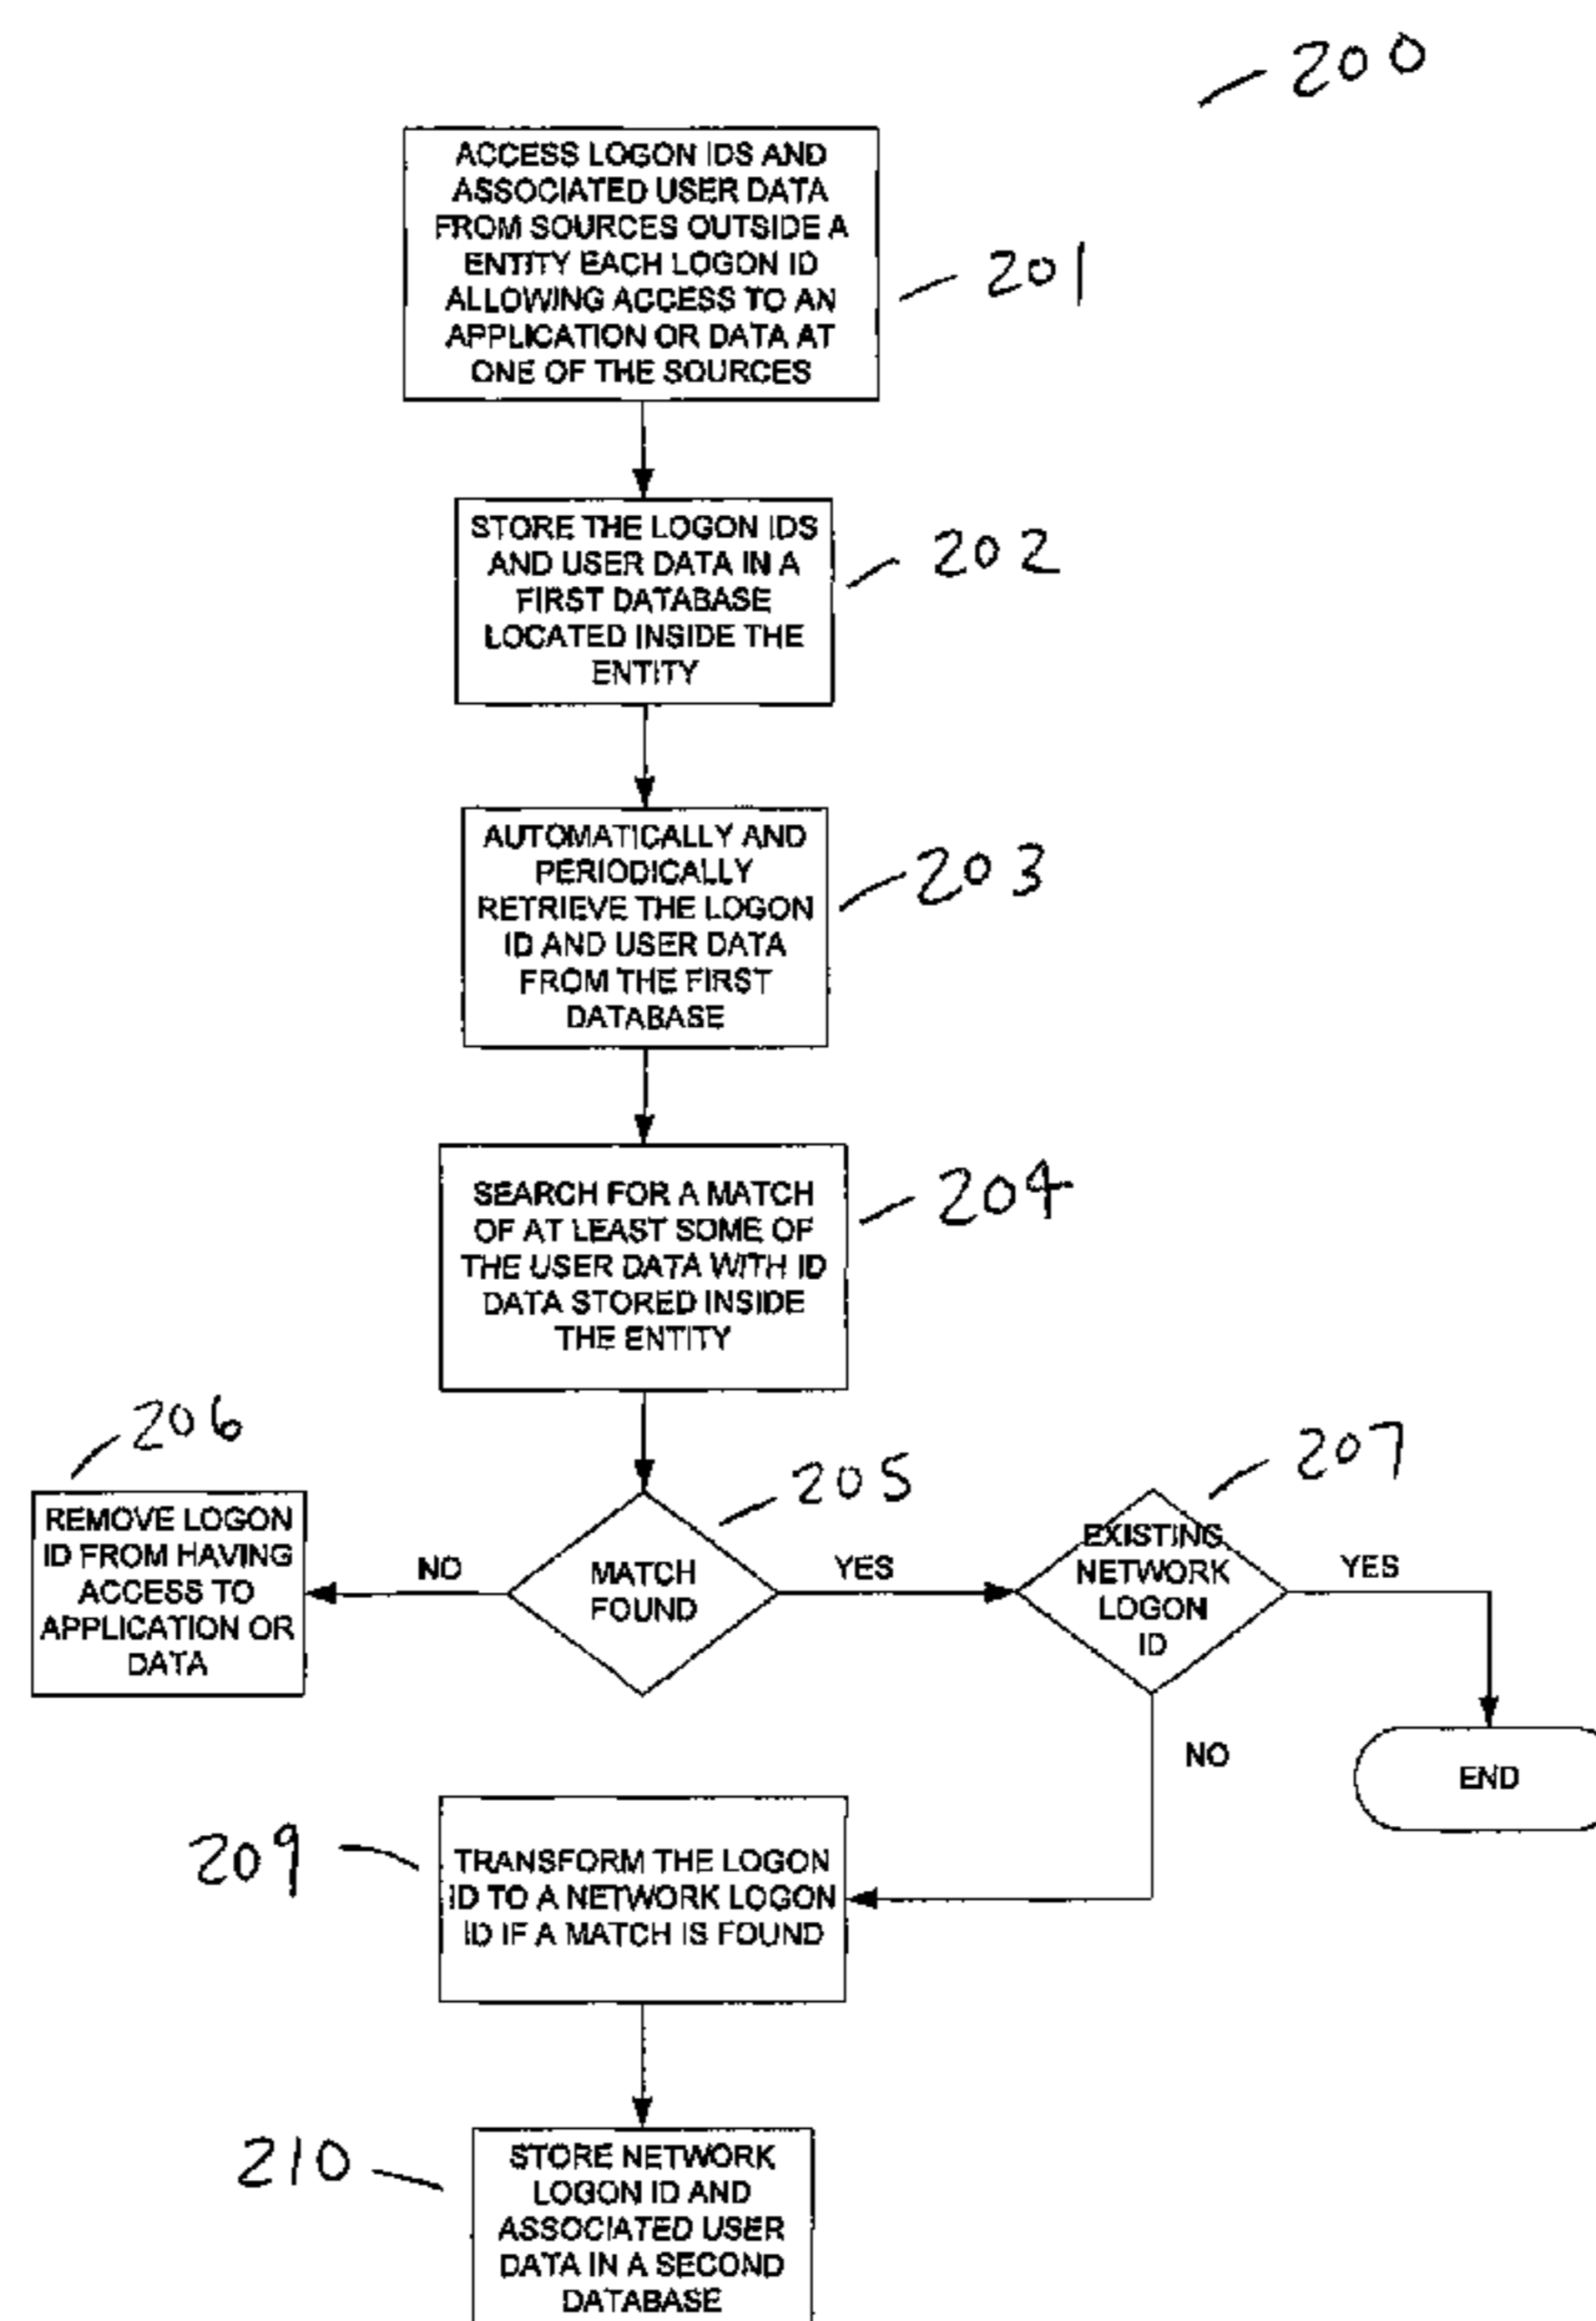 200
ACCESS LOGON IDS AND
ASSOCIATED USER DATA
FROM SOURCES OUTSIDE A
ENTITY EACH LOGON ID
ALLOWING ACCESS TO AN
APPLICATION OR DATA AT
ONE OF THE SOURCES
201
STORE THE LOGON IDS
AND USER DATA IN A
FIRST DATABASE
LOCATED INSIDE THE
ENTITY
202
AUTOMATICALLY AND
PERIODICALLY
RETRIEVE THE LOGON
ID AND USER DATA
FROM THE FIRST
DATABASE
203
SEARCH FOR A MATCH
OF AT LEAST SOME OF
THE USER DATA WITH ID
DATA STORED INSIDE
THE ENTITY
204
206
REMOVE LOGON
ID FROM HAVING
ACCESS TO
APPLICATION OR
DATA
NO
205
MATCH
FOUND
YES
207
EXISTING
NETWORK
LOGON
ID
YES
NO
END
209
TRANSFORM THE LOGON
ID TO A NETWORK LOGON
ID IF A MATCH IS FOUND
210
STORE NETWORK
LOGON ID AND
ASSOCIATED USER
DATA IN A SECOND
DATABASE